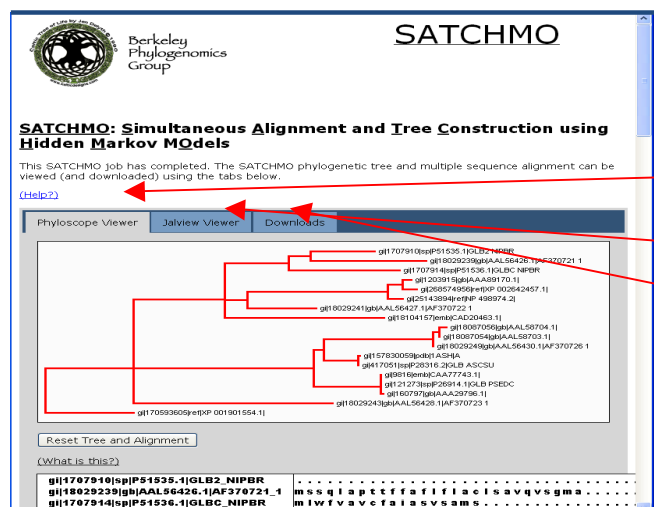 Berkeley
Phylogenomics
Group
SATCHMO
SATCHMO: Simultaneous Alignment and Tree Construction using
Hidden Markov MOdels
This SATCHMO job has completed. The SATCHMO phylogenetic tree and multiple sequence alignment can be
viewed (and downloaded) using the tabs below.
(Help?)
Phyloscope Viewer Jalview Viewer Downloads
gi|1707910|sp|P51535.1|GLB2 NIPBR
gi|18029239|gb|AAL56426.1|AF370721 1
gi|1707914|sp|P51536.1|GLBC NIPBR
gi|1203915|gb|AAA89170.1|
gi|268574956|ref|XP 002642457.1|
gi|25143894|ref|NP 498974.2|
gi|18029241|gb|AAL56427.1|AF370722 1
gi|18104157|emb|CAD20463.1|
gi|18087056|gb|AAL58704.1|
gi|18087054|gb|AAL58703.1|
gi|18029249|gb|AAL56430.1|AF370726 1
gi|157830059|pdb|1ASH|A
gi|417051|sp|P28316.2|GLB ASCSU
gi|9816|emb|CAA77743.1|
gi|121273|sp|P26914.1|GLB PSEDC
gi|160797|gb|AAA29796.1|
gi|18029243|gb|AAL56428.1|AF370723 1
gi|170593605|ref|XP 001901554.1|
Reset Tree and Alignment
(What is this?)
gi|1707910|sp|P51535.1|GLB2_NIPBR . . . . . . . . . . . . . . . . . . . . . . . . . . . . . . . . .
gi|18029239|gb|AAL56426.1|AF370721_1 m s s q l a p t t f f a f l f l a c l s a v q v s g m a . . . . .
gi|1707914|sp|P51536.1|GLBC_NIPBR m l w f v a v c f a i a s v s a m s . . . . . . . . . . . . . . .